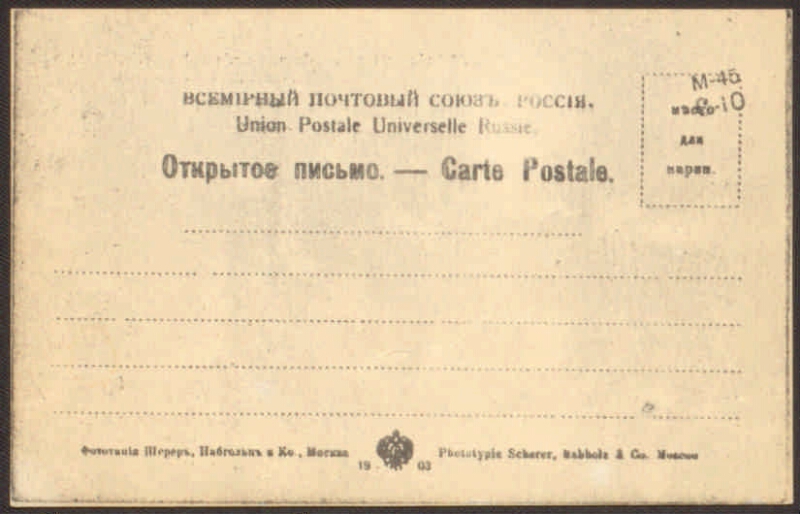 ВСЕМІРНЫЙ ПОЧТОВЫЙ СОЮЗЪ. РОССІЯ.
Union Postale Universelle Russie.
Открытое письмо. — Carte Postale.
М-45
6-10
мѣсто
для
марки.
Фототипія Шереръ, Набгольцъ и Ко., Москва
19 03
Phototypie Scherer, Nabholz & Co. Moscou